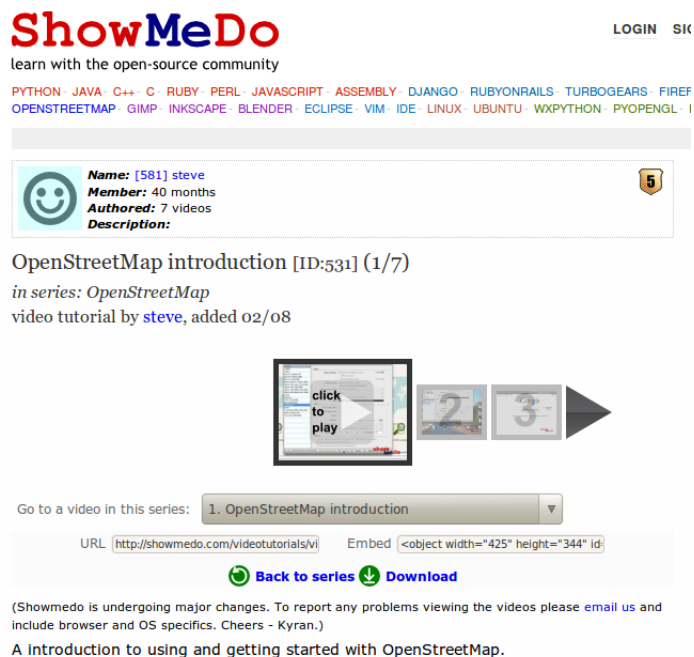 ShowMeDo
LOGIN
learn with the open-source community
PYTHON - JAVA - C++ - C - RUBY - PERL - JAVASCRIPT - ASSEMBLY - DJANGO - RUBYONRAILS - TURBOGEARS - FIREF
OPENSTREETMAP - GIMP - INKSCAPE - BLENDER - ECLIPSE - VIM - IDE - LINUX - UBUNTU - WXPYTHON - PYOPENGL -
Name: [581] steve
Member: 40 months
Authored: 7 videos
Description:
5
OpenStreetMap introduction [ID:531] (1/7)
in series: OpenStreetMap
video tutorial by steve, added 02/08
click
to
play
2
3
Go to a video in this series: 1. OpenStreetMap introduction
URL http://showmedo.com/videotutorials/vi Embed <object width="425" height="344" id=
Back to series Download
(Showmedo is undergoing major changes. To report any problems viewing the videos please email us and
include browser and OS specifics. Cheers - Kyran.)
A introduction to using and getting started with OpenStreetMap.